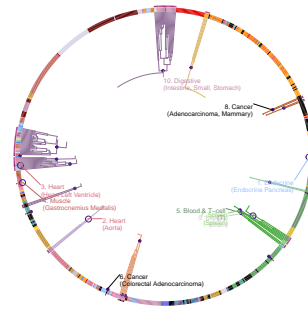 10. Digestive
(Intestine, Small, Stomach)
8. Cancer
(Adenocarcinoma, Mammary)
3. Heart
(Heart Left Ventricle)
4. Muscle
(Gastrocnemius Medialis)
(Endocrine Pancreas)
5. Blood & T-cell
2. Heart
(Aorta)
6. Cancer
(Colorectal Adenocarcinoma)